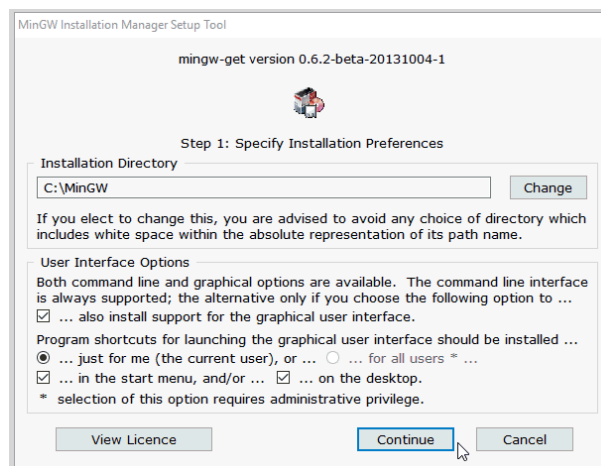 MinGW Installation Manager Setup Tool
mingw-get version 0.6.2-beta-20131004-1
Step 1: Specify Installation Preferences
Installation Directory
C:\MinGW
Change
If you elect to change this, you are advised to avoid any choice of directory which
includes white space within the absolute representation of its path name.
User Interface Options
Both command line and graphical options are available. The command line interface
is always supported; the alternative only if you choose the following option to ...
... also install support for the graphical user interface.
Program shortcuts for launching the graphical user interface should be installed ...
... just for me (the current user), or ... ... for all users * ...
... in the start menu, and/or ... ... on the desktop.
* selection of this option requires administrative privilege.
View Licence Continue Cancel